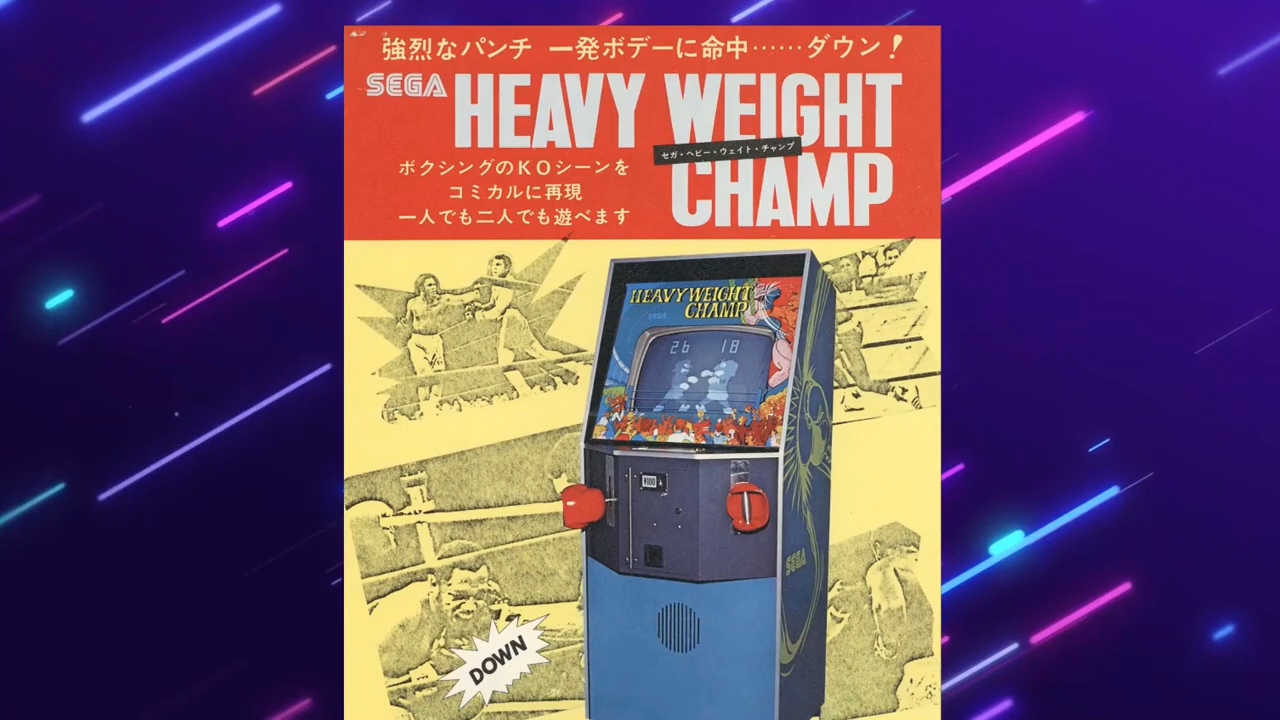 強烈なパンチ 一発ボデーに命中……ダウン!
SEGA HEAVY WEIGHT
セガ・ヘビー・ウェイト・チャンプ
CHAMP
ボクシングのKOシーンを
コミカルに再現
一人でも二人でも遊べます
HEAVYWEIGHT
CHAMP
SEGA
26 18
¥100
SEGA
DOWN